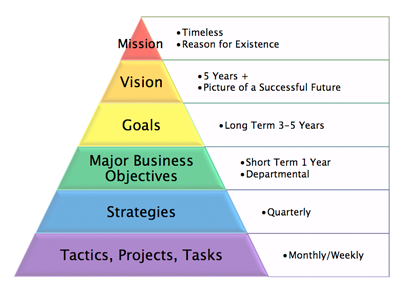 Mission
•Timeless
•Reason for Existence
Vision
•5 Years +
•Picture of a Successful Future
Goals
•Long Term 3–5 Years
Major Business
Objectives
•Short Term 1 Year
•Departmental
Strategies
•Quarterly
Tactics, Projects, Tasks
•Monthly/Weekly